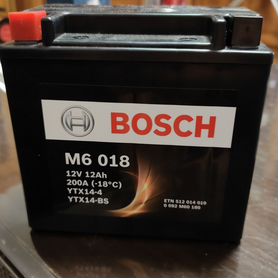 BOSCH
M6 018
12V 12Ah
200A (-18°C)
YTX14-4
YTX14-BS
ETN 512 014 010
0 092 M60 180